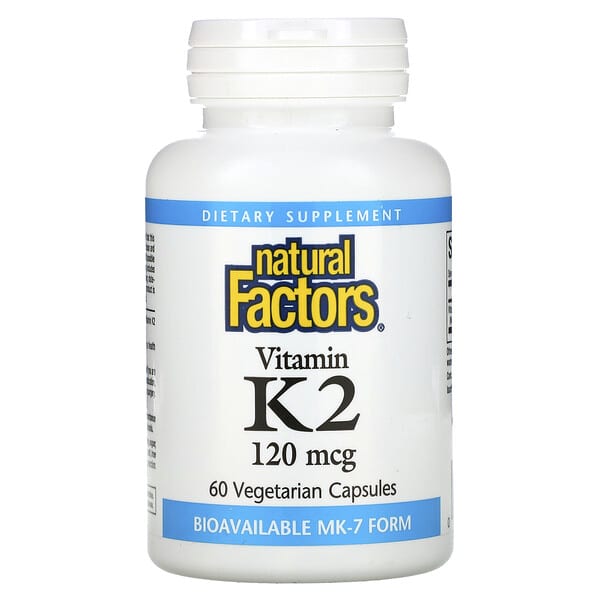 DIETARY SUPPLEMENT
natural
Factors®
Vitamin
K2
120 mcg
60 Vegetarian Capsules
BIOAVAILABLE MK-7 FORM